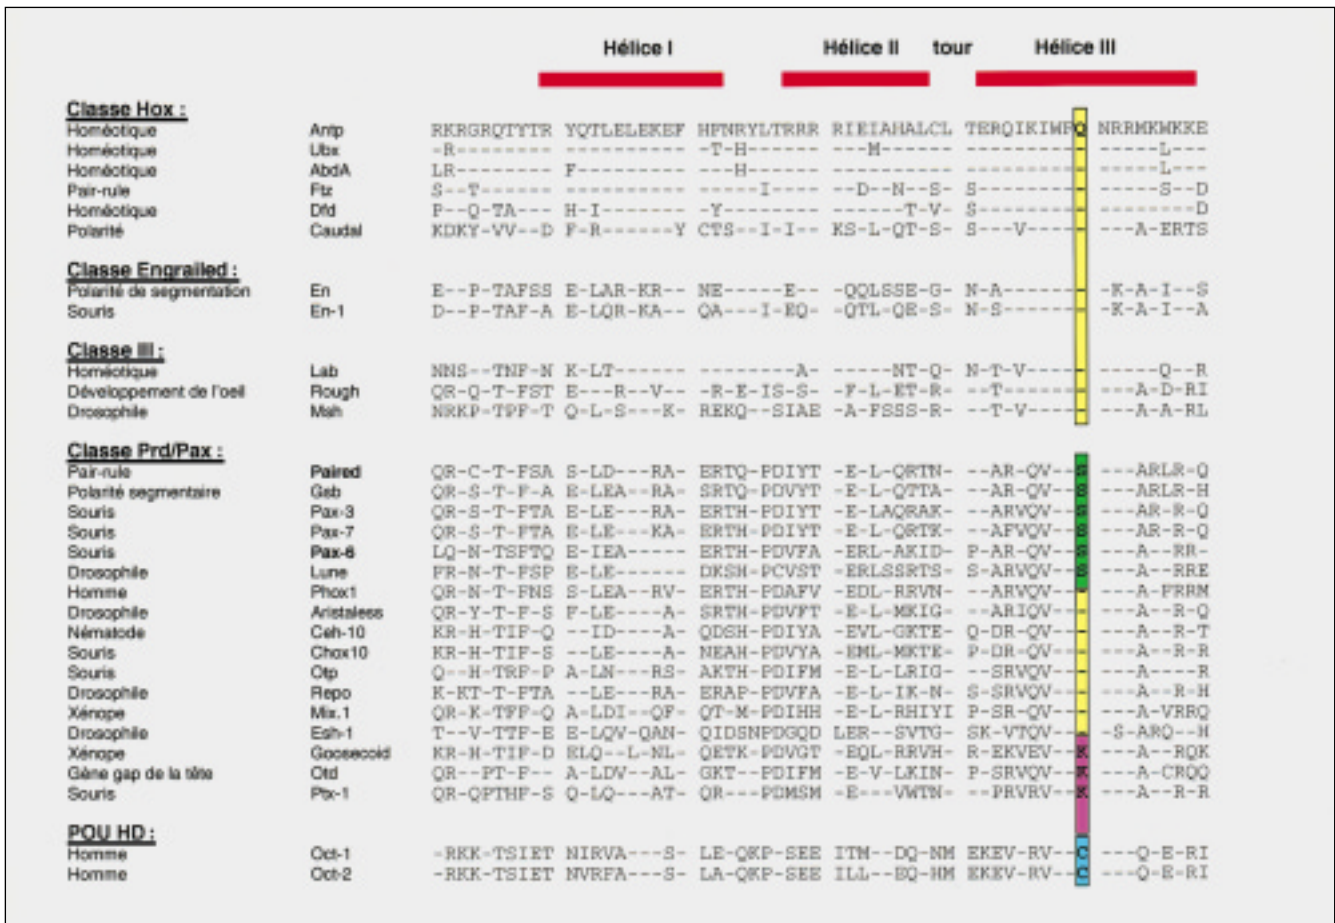 Hélice I Hélice II tour Hélice III
Classe Hox :
Homéotique Antp RKRGRQTYTR YQTLELEKEF HFNRYLTRRR RIEIAHALCL TERQIKIWFQ NRRMKWKKE
Homéotique Ubx -R-------- ---------- -T-H------ ---M------ ---------- -----L---
Homéotique AbdA LR-------- F--------- ---H------ ---------- ---------- -----L---
Pair-rule Ftz S--T------ ---------- ------I--- --D--N--S- S--------- -----S--D
Homéotique Dfd P--Q-TA--- H-I------- -Y-------- ------T-V- S--------- --------D
Polarité Caudal KDKY-VV--D F-R------Y CTS--I-I-- KS-L-QT-S- S---V----- ---A-ERTS
Classe Engrailed :
Polarité de segmentation En E--P-TAFSS E-LAR-KR-- NE-----E-- -QQLSSE-G- N-A------- -K-A-I--S
Souris En-1 D--P-TAF-A E-LQR-KA-- QA---I-EQ- -QTL-QE-S- N-S------- -K-A-I--A
Classe III :
Homéotique Lab NNS--TNF-N K-LT------ ------A--- ----NT-Q- N-T-V----- -----Q--R
Développement de l'oeil Rough QR-Q-T-FST E---R--V-- -R-E-IS-S- -F-L-ET-R- --T------- ---A-D-RI
Drosophile Msh NRKP-TPF-T Q-L-S---K- REKQ--SIAE -A-FSSS-R- --T-V----- ---A-A-RL
Classe Prd/Pax :
Pair-rule Paired QR-C-T-FSA S-LD---RA- ERTQ-PDIYT -E-L-QRTN- --AR-QV--S ---ARLR-Q
Polarité segmentaire Gsb QR-S-T-F-A E-LEA--RA- SRTQ-PDVYT -E-L-QTTA- --AR-QV--S ---ARLR-H
Souris Pax-3 QR-S-T-FTA E-LE---RA- ERTH-PDIYT -E-LAQRAK- --ARVQV--S ---AR-R-Q
Souris Pax-7 QR-S-T-FTA E-LE---KA- ERTH-PDIYT -E-L-QRTK- --AFVQV--S ---AR-R-Q
Souris Pax-6 LQ-N-TSFTQ E-IEA----- ERTH-PDVFA -ERL-AKID- P-AR-QV--S ---A--RR-
Drosophile Lune FR-N-T-FSP E-LE------ DKSH-PCVST -ERLSSRTS- S-ARVQV--S ---A--RRE
Homme Phox1 QR-N-T-FNS S-LEA--RV- ERTH-PDAFV -EDL-RRVN- --ARVQV--- ---A-FRRM
Drosophile Aristaless QR-Y-T-F-S F-LE----A- SRTH-PDVFT -E-L-MKIG- --ARIQV--- ---A--R-Q
Nématode Ceh-10 KR-H-TIF-Q --ID----A- QDSH-PDIYA -EVL-GKTE- Q-DR-QV--- ---A--R-T
Souris Chox10 KR-H-TIF-S --LE----A- NEAH-PDVYA -EML-MKTE- P-DR-QV--- ---A--R--
Souris Otp Q--H-TRF-P A-LN---RS- AKTH-PDIFM -E-L-LRIG- --SRVQV--- ---A---R
Drosophile Repo K-KT-T-FTA --LE---RA- ERAP-PDVFA -E-L-IK-N- S-SRVQV--- ---A--R-H
Xénope Mix.1 QR-K-TFF-Q A-LDI--QF- QT-M-PDIHH -E-L-RHIYI P-SR-QV--- ---A-VRRQ
Drosophile Esh-1 T--V-TTF-E E-LQV-QAN- QIDSNPDGQD LER--SVTG- SK-VTQV--- -S-ARQ--H
Xénope Goosecoid KR-H-TIF-D ELQ--L-NL- QETK-PDVGT -EQL-RRVH- R-EKVEV--K ---A--RQK
Gène gap de la tête Otd QR--PT-F-- A-LDV--AL- GKT--PDIFM -E-V-LKIN- P-SRVQV--K ---A-CRQQ
Souris Ptx-1 QR-QPTHF-S Q-LQ---AT- QR---PDMSM -E---VWTN- --PRVRV--K ---A--R-R
POU HD :
Homme Oct-1 -RKK-TSIET NIRVA---S- LE-QKP-SEE ITM--DQ-NM EKEV-RV--C ---Q-E-RI
Homme Oct-2 -RKK-TSIET NVRFA---S- LA-QKP-SEE ILL--EQ-HM EKEV-RV--C ---Q-E-RI